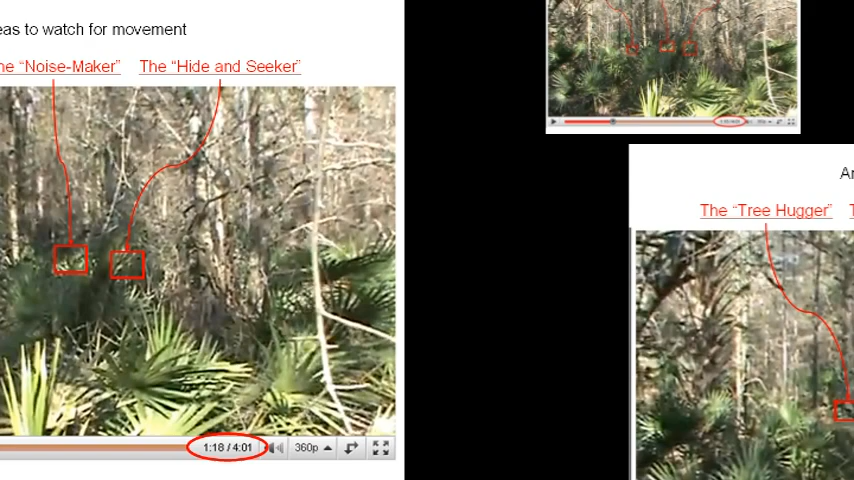 eas to watch for movement
he “Noise-Maker” The “Hide and Seeker”
1:18 / 4:01
360p
Ar
The “Tree Hugger” T